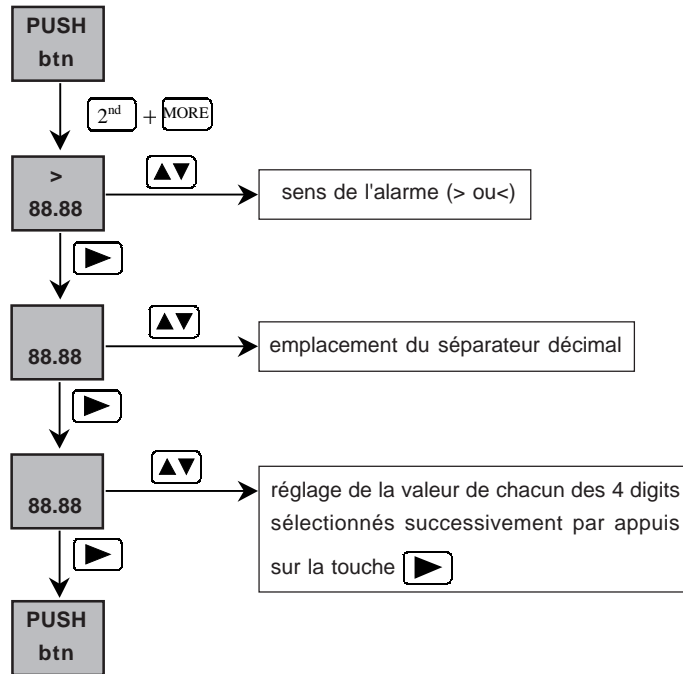 PUSH
btn
2nd + MORE
>
88.88
▲▼
sens de l'alarme (> ou<)
▶
88.88
▲▼
emplacement du séparateur décimal
▶
88.88
▲▼
réglage de la valeur de chacun des 4 digits
sélectionnés successivement par appuis
sur la touche ▶
▶
PUSH
btn